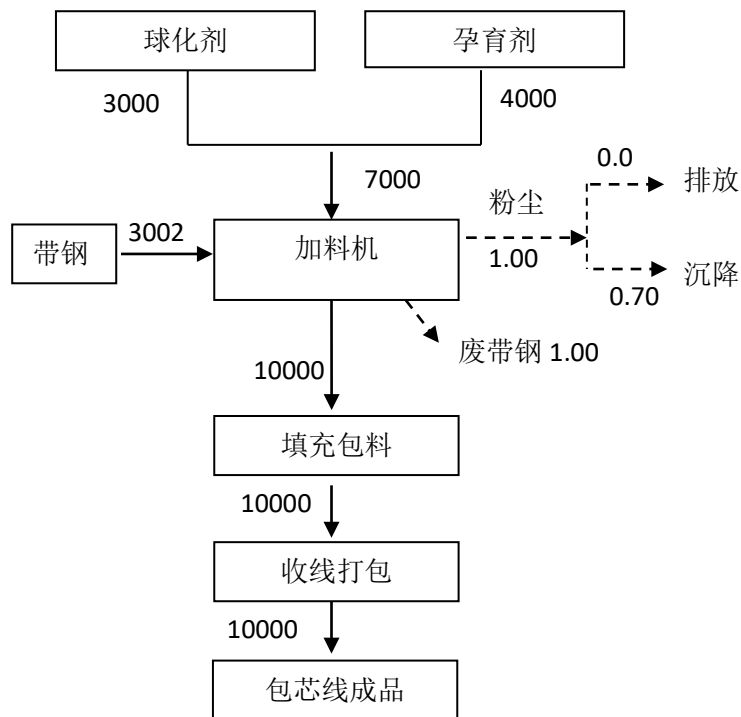 球化剂
孕育剂
3000
4000
7000
0.0
排放
粉尘
带钢
3002
加料机
1.00
沉降
0.70
废带钢 1.00
10000
填充包料
10000
收线打包
10000
包芯线成品